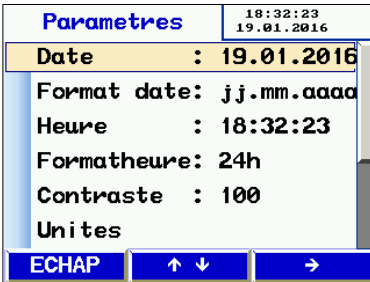 Parametres
18:32:23
19.01.2016
Date : 19.01.2016
Format date: jj.mm.aaaa
Heure : 18:32:23
Formatheure: 24h
Contraste : 100
Unites
ECHAP ↑ ↓ →